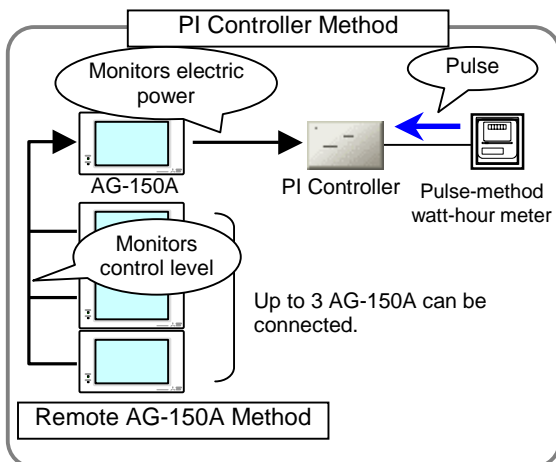 PI Controller Method
Monitors electric
power
Pulse
AG-150A
PI Controller
Pulse-method
watt-hour meter
Monitors
control level
Up to 3 AG-150A can be
connected.
Remote AG-150A Method